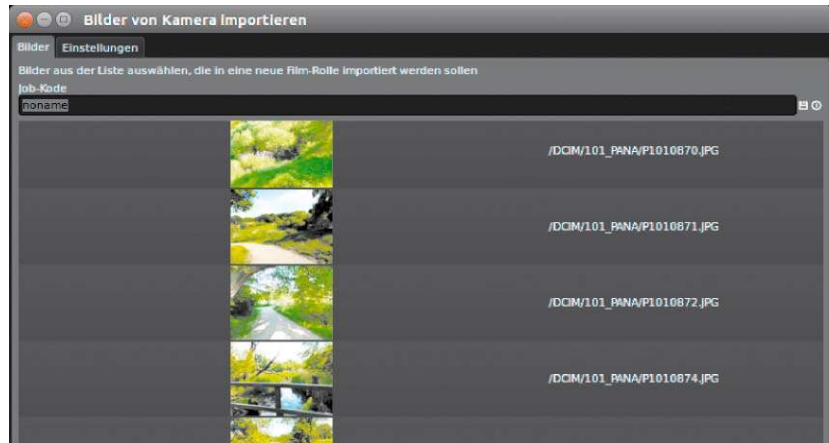 Bilder von Kamera importieren
Bilder Einstellungen
Bilder aus der Liste auswählen, die in eine neue Film-Rolle importiert werden sollen
Job-Kode
noname
/DCIM/101_PANA/P1010870.JPG
/DCIM/101_PANA/P1010871.JPG
/DCIM/101_PANA/P1010872.JPG
/DCIM/101_PANA/P1010874.JPG